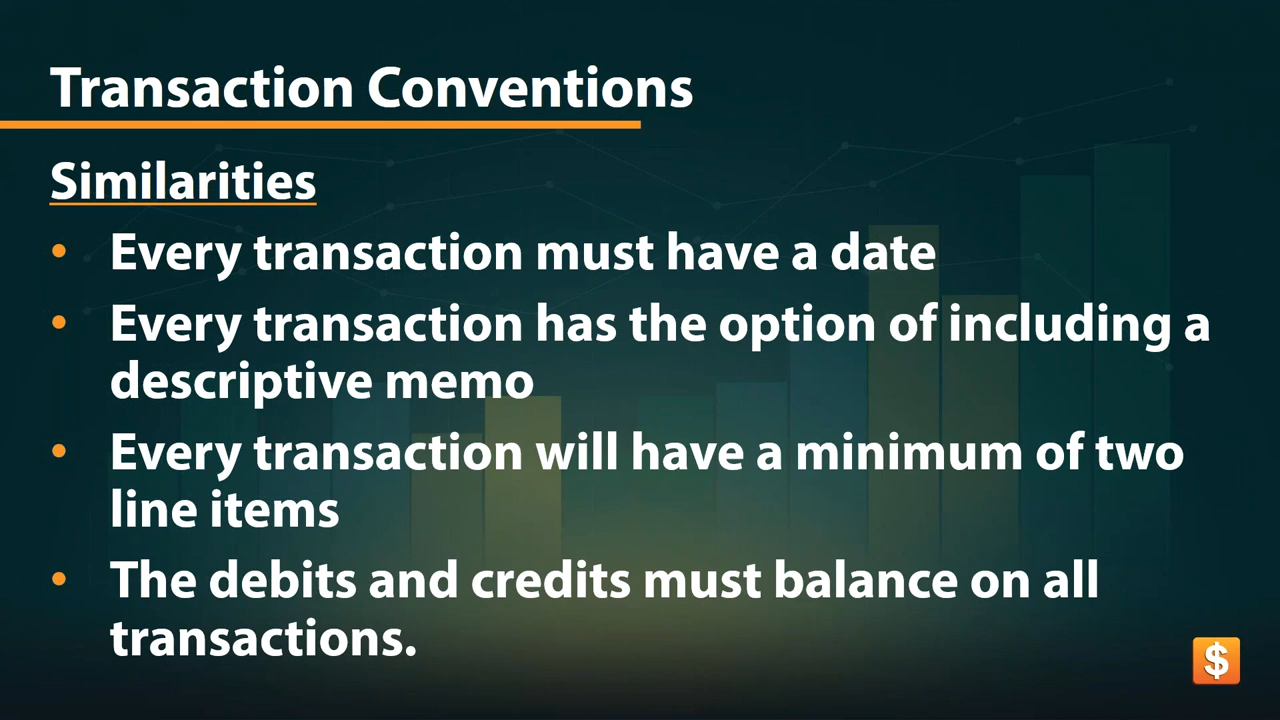 Transaction Conventions
Similarities
• Every transaction must have a date
• Every transaction has the option of including a
descriptive memo
• Every transaction will have a minimum of two
line items
• The debits and credits must balance on all
transactions.
$